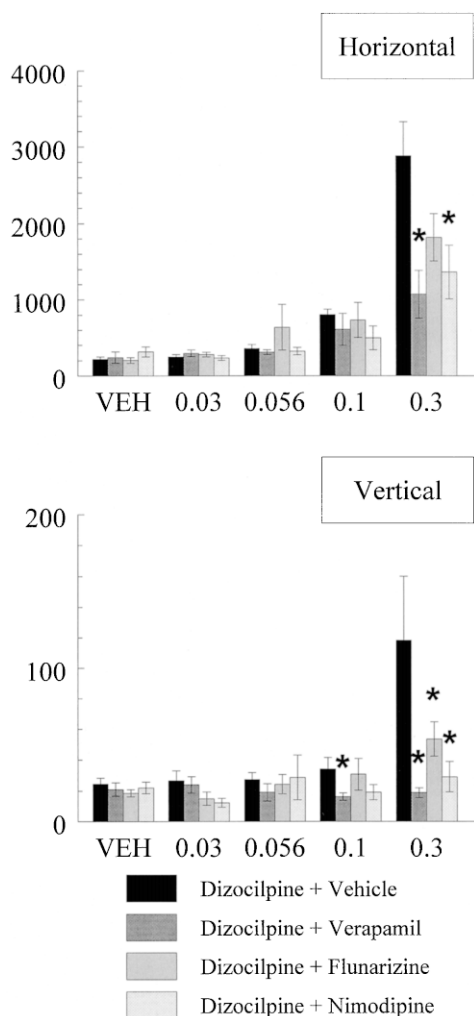 Horizontal
4000
3000
2000
1000
0
*
*
VEH 0.03 0.056 0.1 0.3
Vertical
200
100
0
*
*
*
*
VEH 0.03 0.056 0.1 0.3
Dizocilpine + Vehicle
Dizocilpine + Verapamil
Dizocilpine + Flunarizine
Dizocilpine + Nimodipine